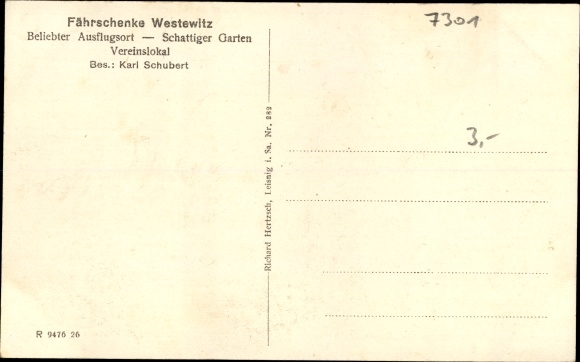 Fährschenke Westewitz
Beliebter Ausflugsort — Schattiger Garten
Vereinslokal
Bes.: Karl Schubert
7301
3,-
Richard Hertzsch, Leisnig i. Sa. Nr. 282
R 9476 26